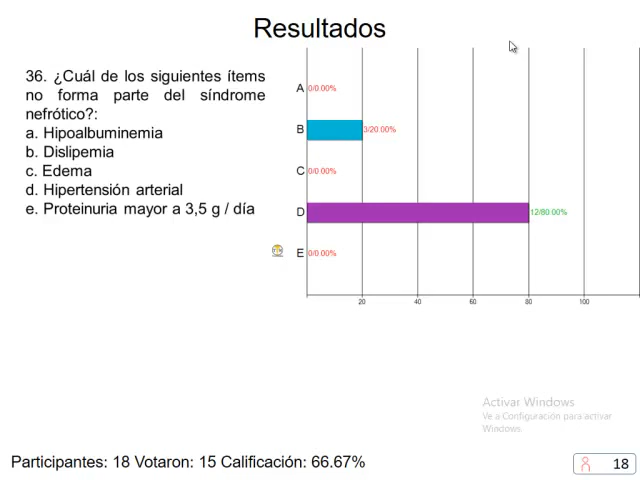 Resultados
36. ¿Cuál de los siguientes ítems
no forma parte del síndrome
nefrótico?:
a. Hipoalbuminemia
b. Dislipemia
c. Edema
d. Hipertensión arterial
e. Proteinuria mayor a 3,5 g / día
A 0/0.00%
B 3/20.00%
C 0/0.00%
D 12/80.00%
E 0/0.00%
20 40 60 80 100
Activar Windows
Ve a Configuración para activar
Windows.
Participantes: 18 Votaron: 15 Calificación: 66.67%
18